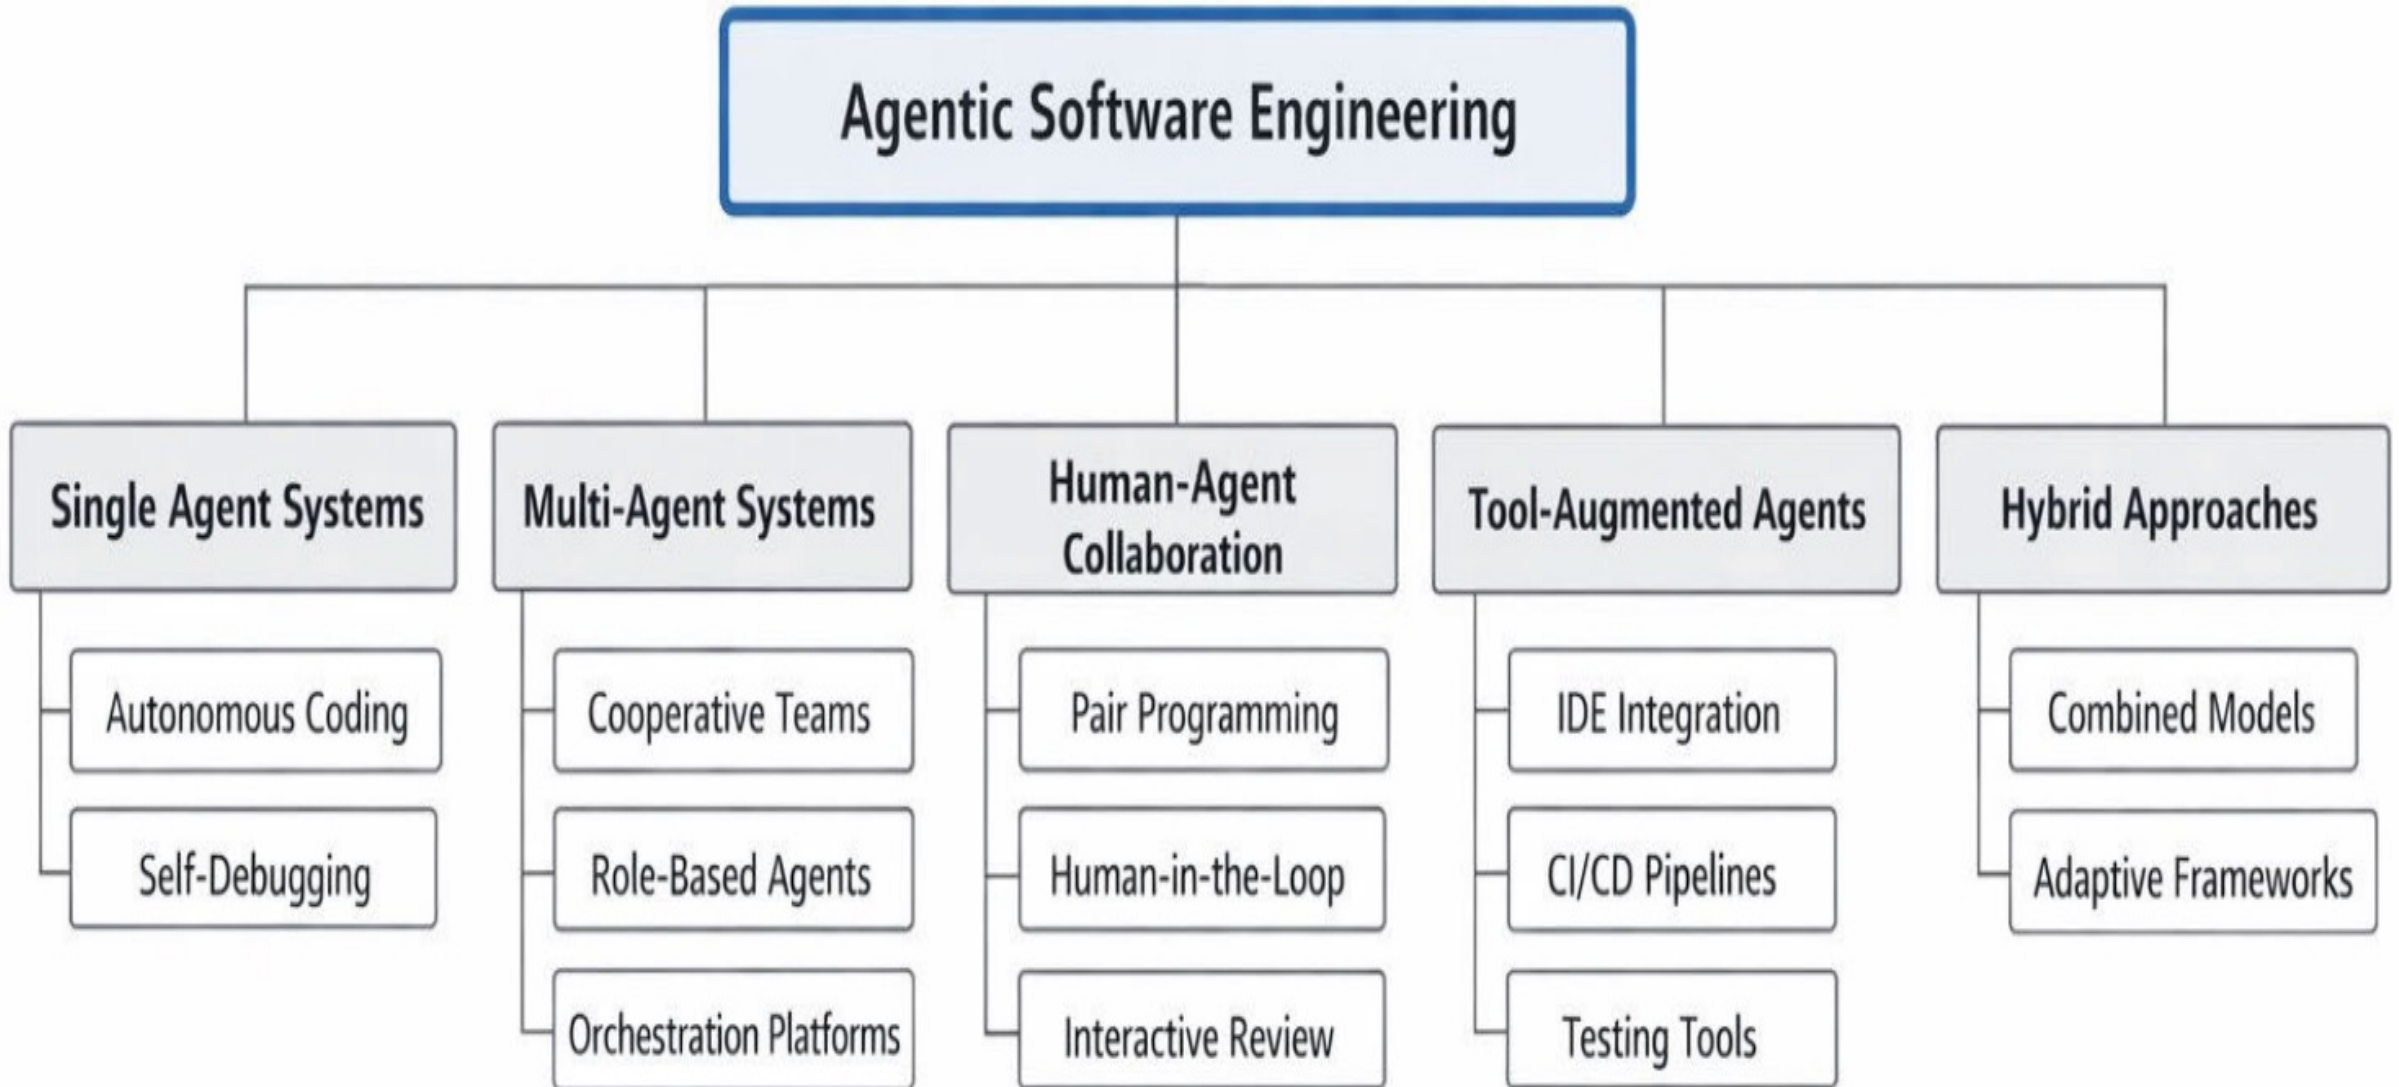 Agentic Software Engineering
Single Agent Systems
Autonomous Coding
Self-Debugging
Multi-Agent Systems
Cooperative Teams
Role-Based Agents
Orchestration Platforms
Human-Agent
Collaboration
Pair Programming
Human-in-the-Loop
Interactive Review
Tool-Augmented Agents
IDE Integration
CI/CD Pipelines
Testing Tools
Hybrid Approaches
Combined Models
Adaptive Frameworks